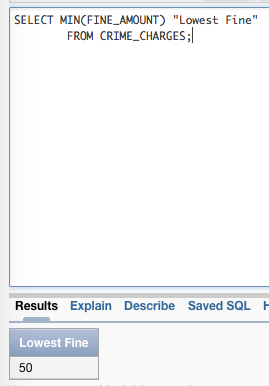 SELECT MIN(FINE_AMOUNT) "Lowest Fine"
FROM CRIME_CHARGES;
Results Explain Describe Saved SQL
Lowest Fine
50